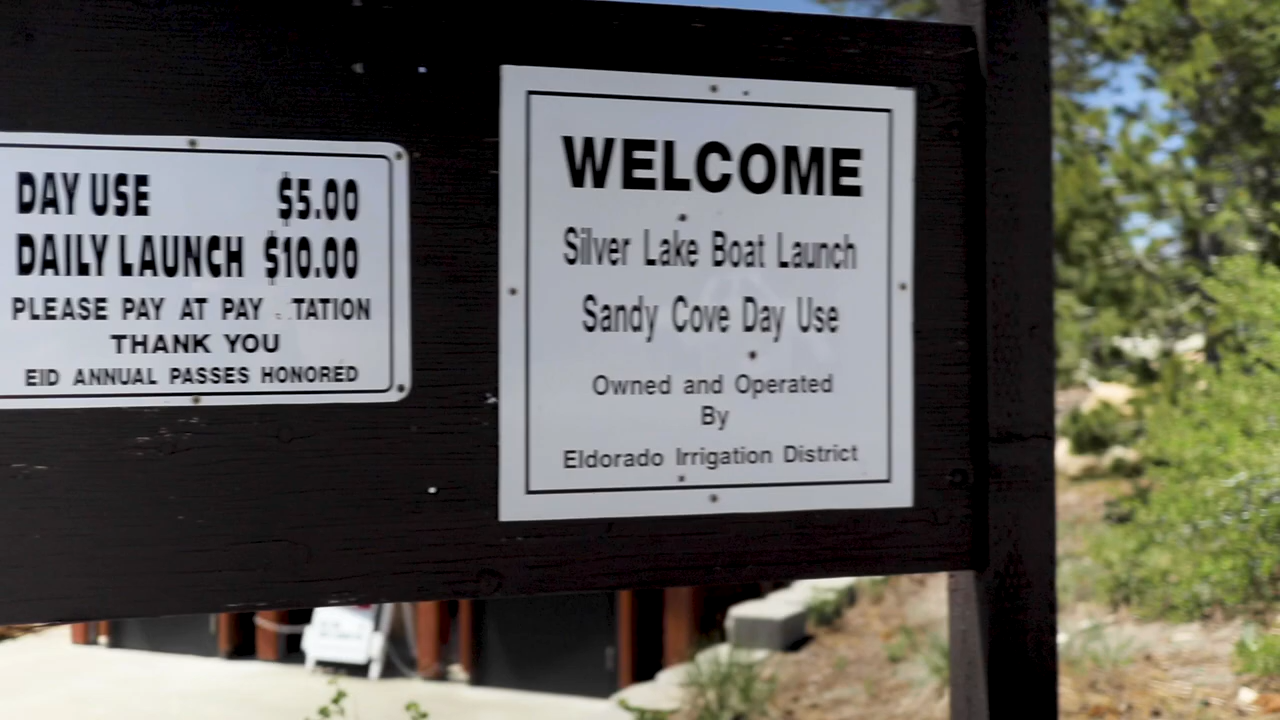 DAY USE $5.00
DAILY LAUNCH $10.00
PLEASE PAY AT PAY TATION
THANK YOU
EID ANNUAL PASSES HONORED
WELCOME
Silver Lake Boat Launch
Sandy Cove Day Use
Owned and Operated
By
Eldorado Irrigation District